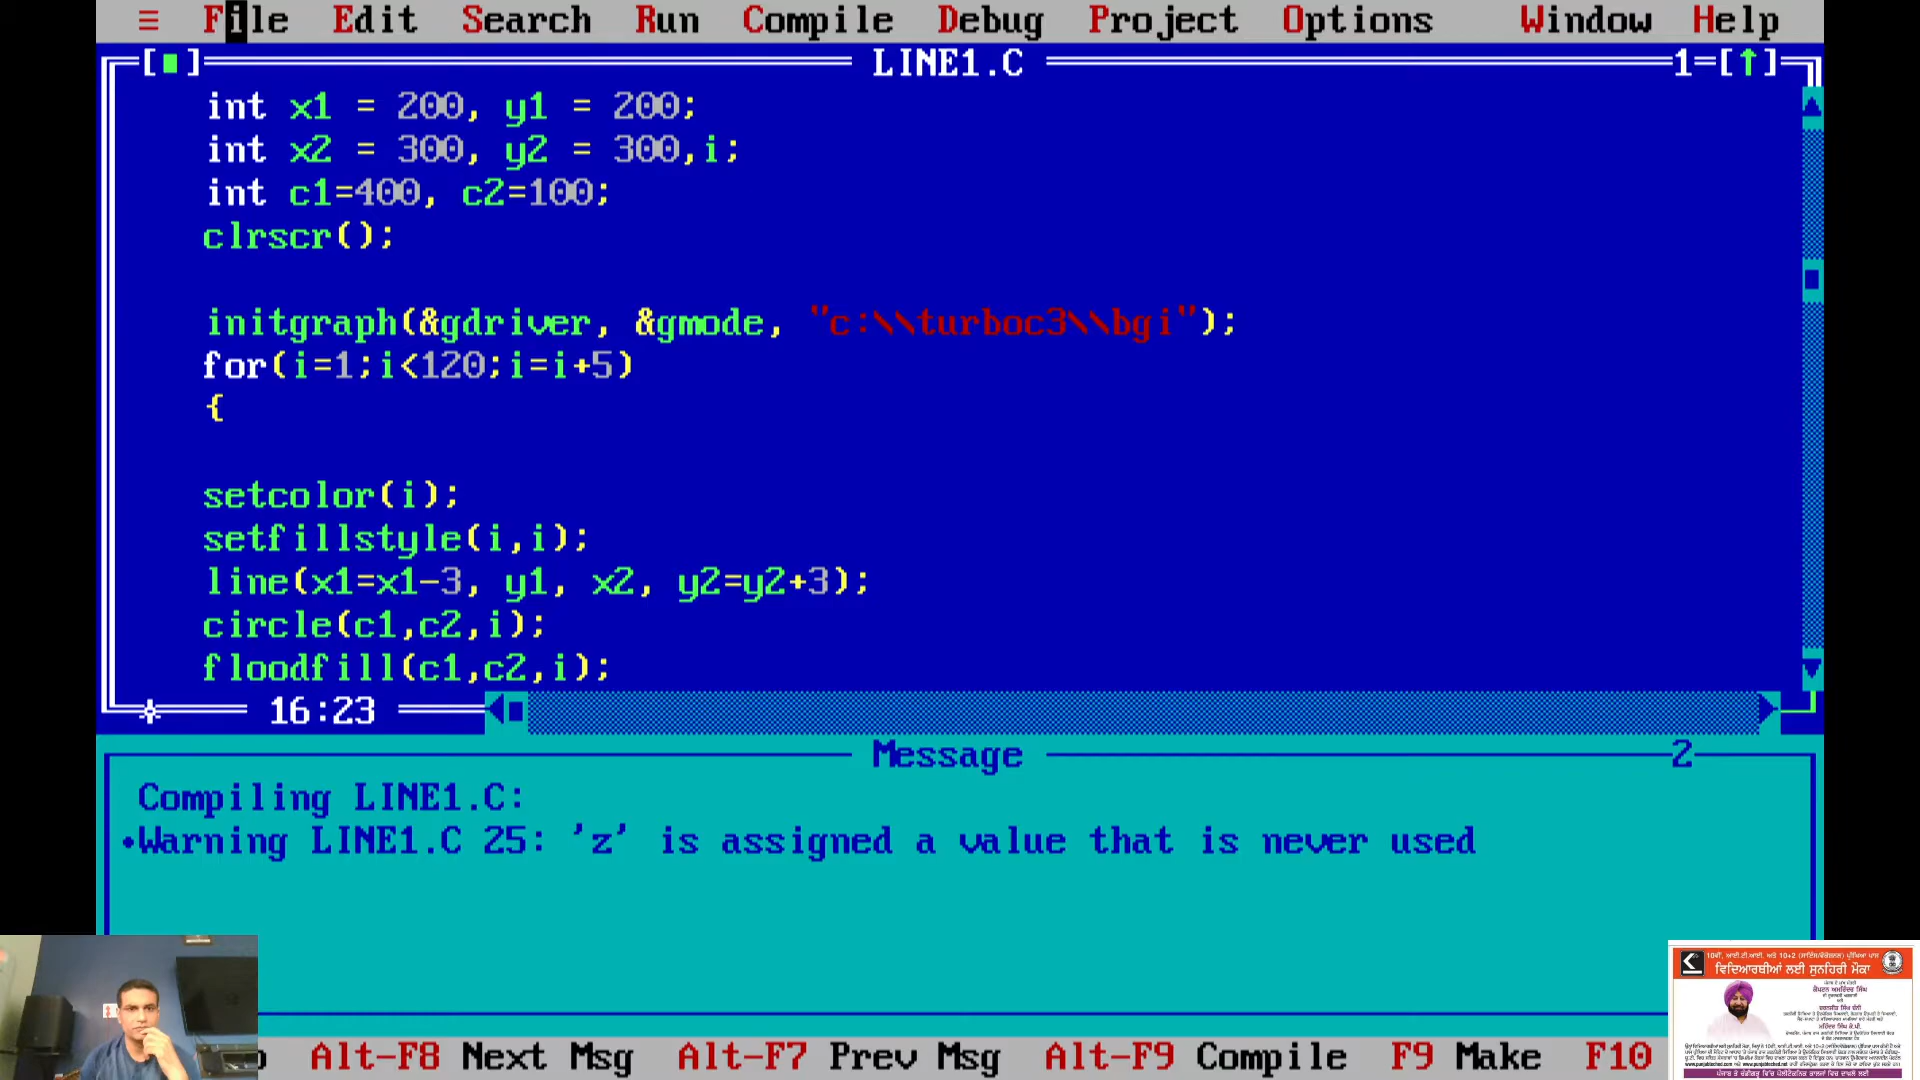 ≡ File Edit Search Run Compile Debug Project Options Window Help
[■] LINE1.C 1=[↑]
int x1 = 200, y1 = 200;
int x2 = 300, y2 = 300,i;
int c1=400, c2=100;
clrscr();
initgraph(&gdriver, &gmode, "c:\\turboc3\\bgi");
for(i=1;i<120;i=i+5)
{
setcolor(i);
setfillstyle(i,i);
line(x1=x1-3, y1, x2, y2=y2+3);
circle(c1,c2,i);
floodfill(c1,c2,i);
16:23
Message 2
Compiling LINE1.C:
•Warning LINE1.C 25: 'z' is assigned a value that is never used
Alt-F8 Next Msg Alt-F7 Prev Msg Alt-F9 Compile F9 Make F10
ਵਿਦਿਆਰਥੀਆਂ ਲਈ ਸੁਨਹਿਰੀ ਮੌਕਾ
ਕੈਪਟਨ ਅਮਰਿੰਦਰ ਸਿੰਘ